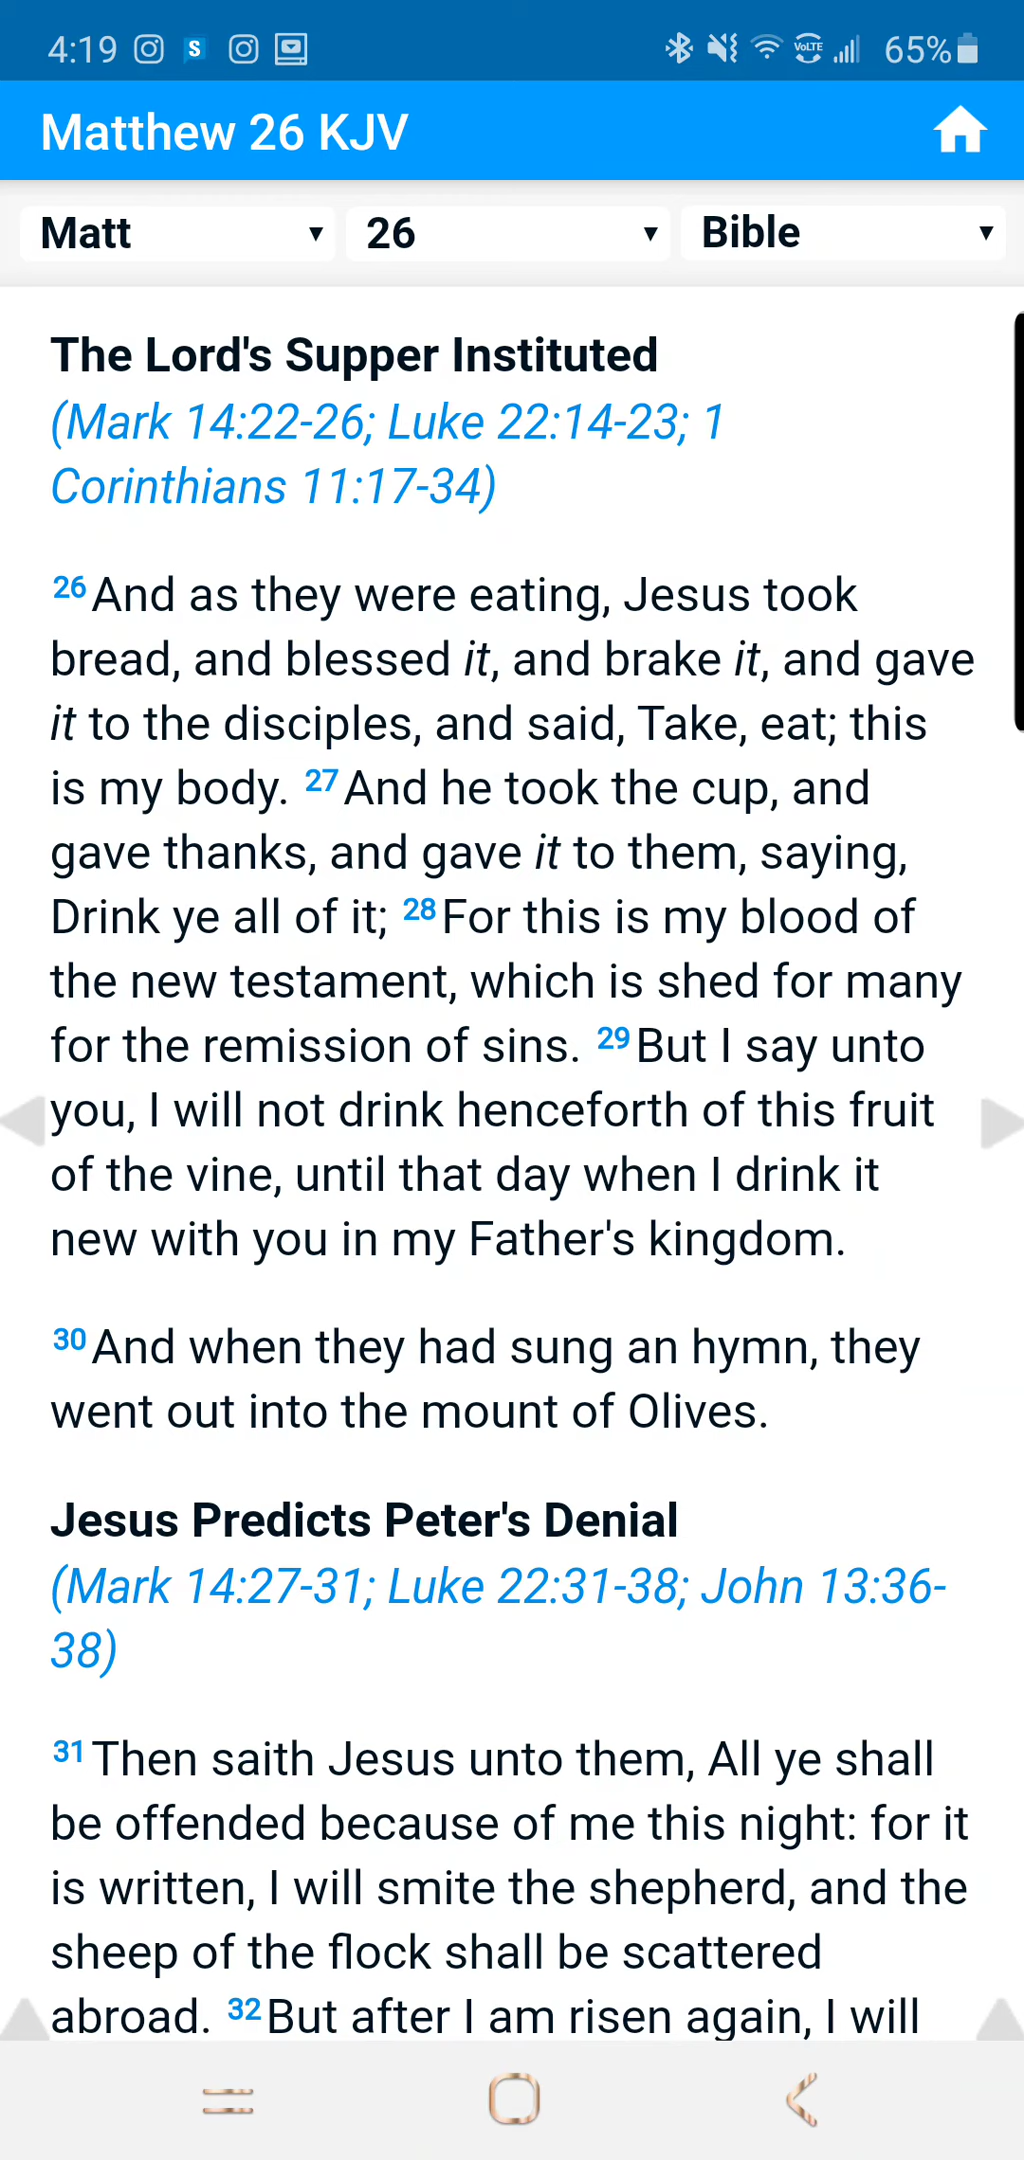 4:19 S VoLTE 65%
Matthew 26 KJV
Matt ▼ 26 ▼ Bible ▼
The Lord's Supper Instituted
(Mark 14:22-26; Luke 22:14-23; 1
Corinthians 11:17-34)
26 And as they were eating, Jesus took
bread, and blessed it, and brake it, and gave
it to the disciples, and said, Take, eat; this
is my body. 27 And he took the cup, and
gave thanks, and gave it to them, saying,
Drink ye all of it; 28 For this is my blood of
the new testament, which is shed for many
for the remission of sins. 29 But I say unto
you, I will not drink henceforth of this fruit
of the vine, until that day when I drink it
new with you in my Father's kingdom.
30 And when they had sung an hymn, they
went out into the mount of Olives.
Jesus Predicts Peter's Denial
(Mark 14:27-31; Luke 22:31-38; John 13:36-
38)
31 Then saith Jesus unto them, All ye shall
be offended because of me this night: for it
is written, I will smite the shepherd, and the
sheep of the flock shall be scattered
abroad. 32 But after I am risen again, I will